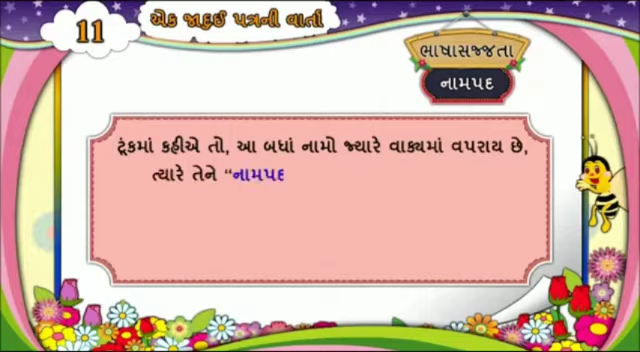 11
એક જાદુઈ પત્રની વાર્તા
ભાષાસજ્જતા
નામપદ
ટૂંકમાં કહીએ તો, આ બધાં નામો જ્યારે વાક્યમાં વપરાય છે,
ત્યારે તેને “નામપદ